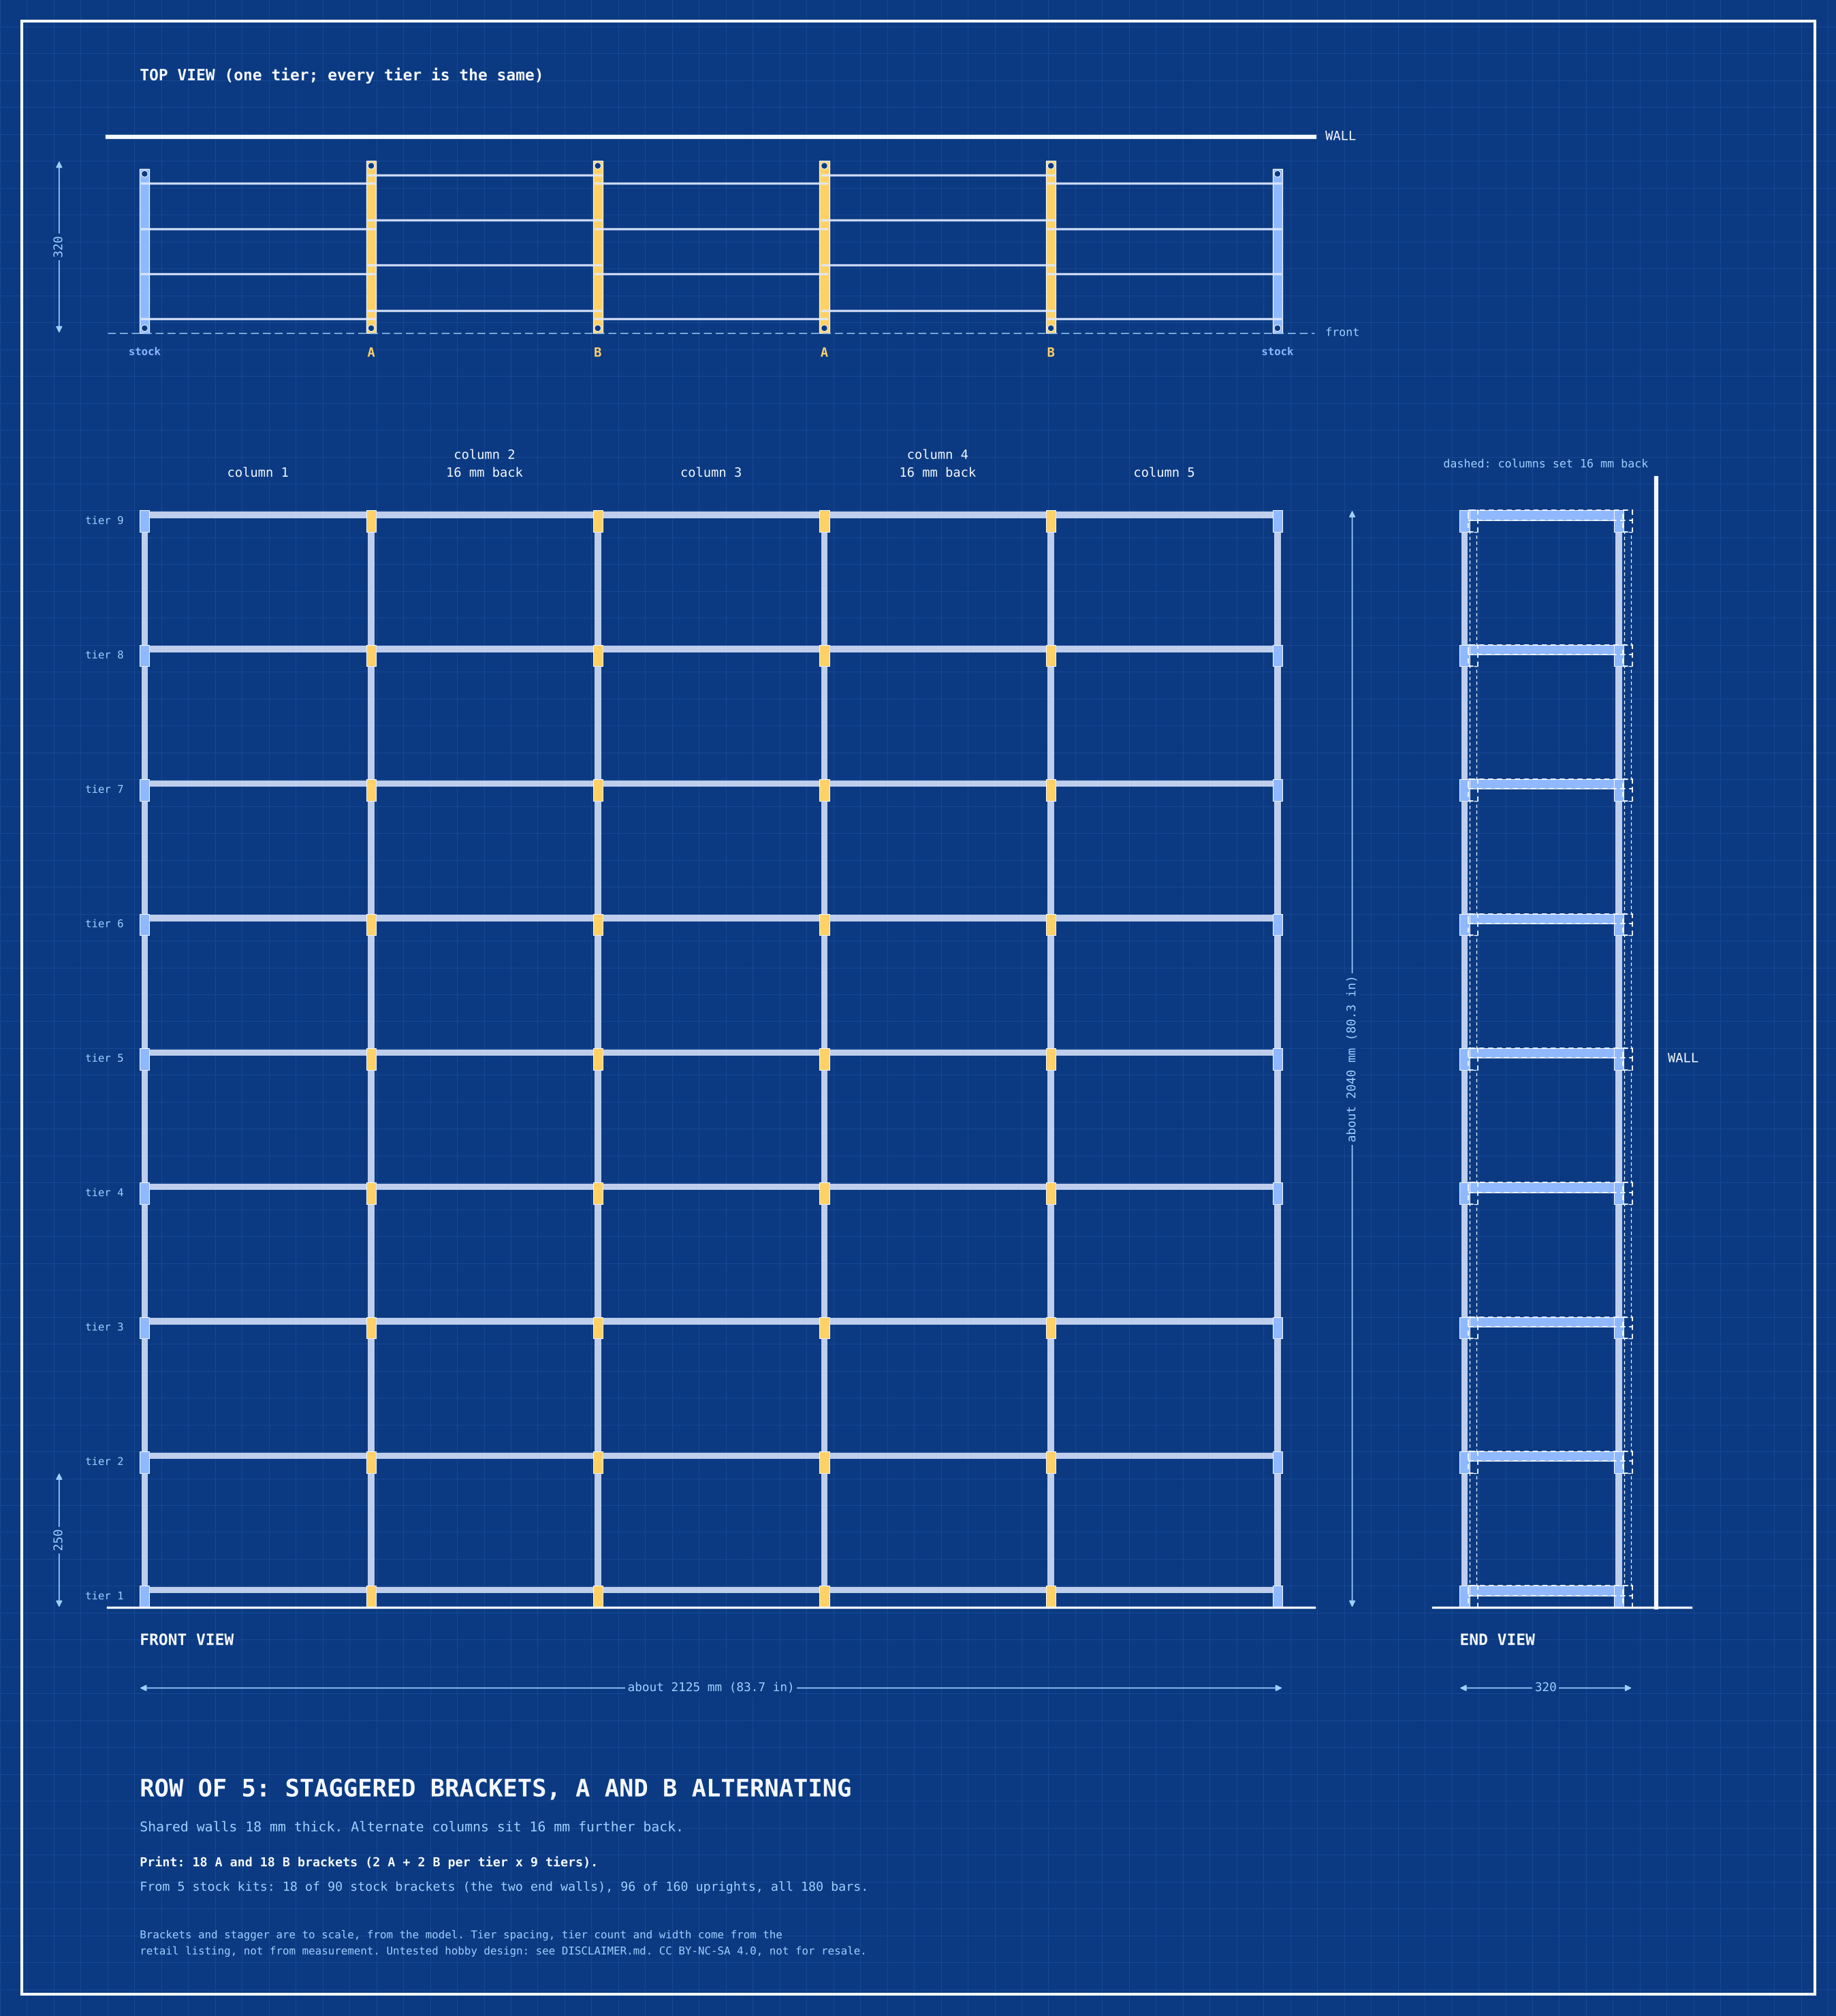 TOP VIEW (one tier; every tier is the same)
WALL
320
front
stock
A
B
A
B
stock
column 1
column 2
16 mm back
column 3
column 4
16 mm back
column 5
dashed: columns set 16 mm back
tier 9
tier 8
tier 7
tier 6
tier 5
tier 4
tier 3
tier 2
tier 1
250
about 2040 mm (80.3 in)
WALL
FRONT VIEW
END VIEW
about 2125 mm (83.7 in)
320
ROW OF 5: STAGGERED BRACKETS, A AND B ALTERNATING
Shared walls 18 mm thick. Alternate columns sit 16 mm further back.
Print: 18 A and 18 B brackets (2 A + 2 B per tier x 9 tiers).
From 5 stock kits: 18 of 90 stock brackets (the two end walls), 96 of 160 uprights, all 180 bars.
Brackets and stagger are to scale, from the model. Tier spacing, tier count and width come from the
retail listing, not from measurement. Untested hobby design: see DISCLAIMER.md. CC BY-NC-SA 4.0, not for resale.